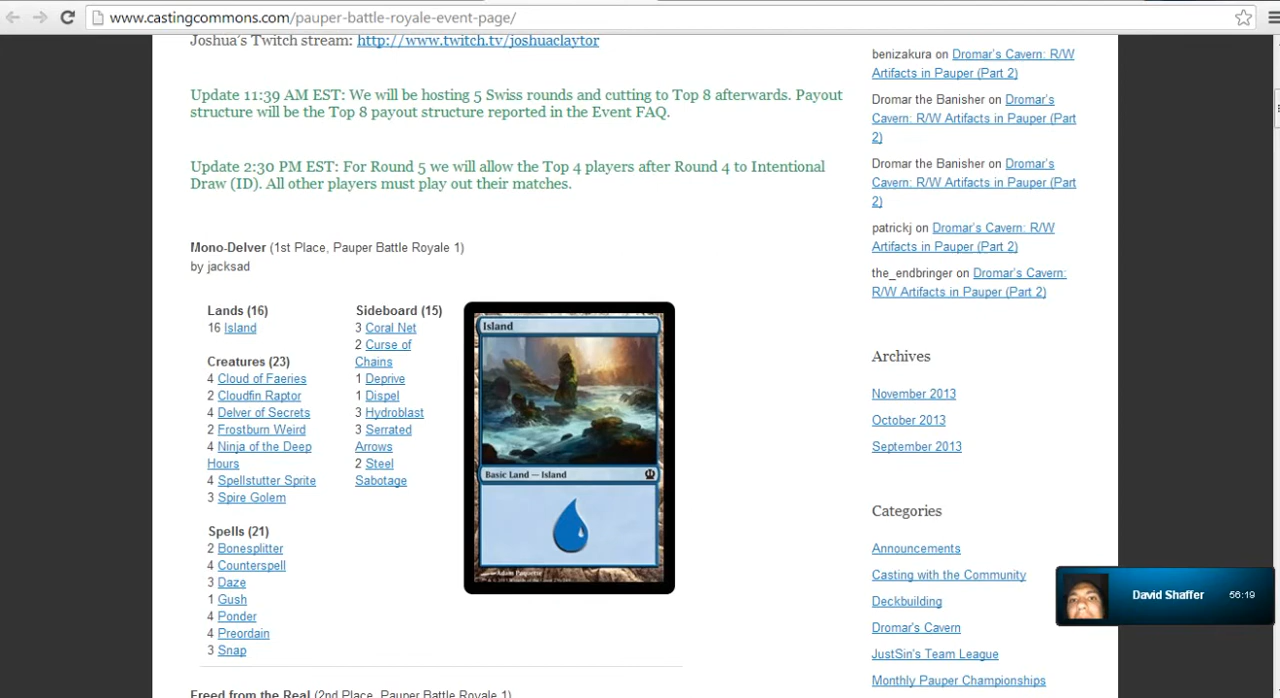 www.castingcommons.com/pauper-battle-royale-event-page/
Joshua's Twitch stream: http://www.twitch.tv/joshuaclaytor
Update 11:39 AM EST: We will be hosting 5 Swiss rounds and cutting to Top 8 afterwards. Payout
structure will be the Top 8 payout structure reported in the Event FAQ.
Update 2:30 PM EST: For Round 5 we will allow the Top 4 players after Round 4 to Intentional
Draw (ID). All other players must play out their matches.
Mono-Delver (1st Place, Pauper Battle Royale 1)
by jacksad
Lands (16)
16 Island
Creatures (23)
4 Cloud of Faeries
2 Cloudfin Raptor
4 Delver of Secrets
2 Frostburn Weird
4 Ninja of the Deep
Hours
4 Spellstutter Sprite
3 Spire Golem
Spells (21)
2 Bonesplitter
4 Counterspell
3 Daze
1 Gush
4 Ponder
4 Preordain
3 Snap
Sideboard (15)
3 Coral Net
2 Curse of
Chains
1 Deprive
1 Dispel
3 Hydroblast
3 Serrated
Arrows
2 Steel
Sabotage
Island
Basic Land — Island
Freed from the Real (2nd Place, Pauper Battle Royale 1)
benizakura on Dromar's Cavern: R/W
Artifacts in Pauper (Part 2)
Dromar the Banisher on Dromar's
Cavern: R/W Artifacts in Pauper (Part
2)
Dromar the Banisher on Dromar's
Cavern: R/W Artifacts in Pauper (Part
2)
patrickj on Dromar's Cavern: R/W
Artifacts in Pauper (Part 2)
the_endbringer on Dromar's Cavern:
R/W Artifacts in Pauper (Part 2)
Archives
November 2013
October 2013
September 2013
Categories
Announcements
Casting with the Community
Deckbuilding
Dromar's Cavern
JustSin's Team League
Monthly Pauper Championships
David Shaffer 56:19